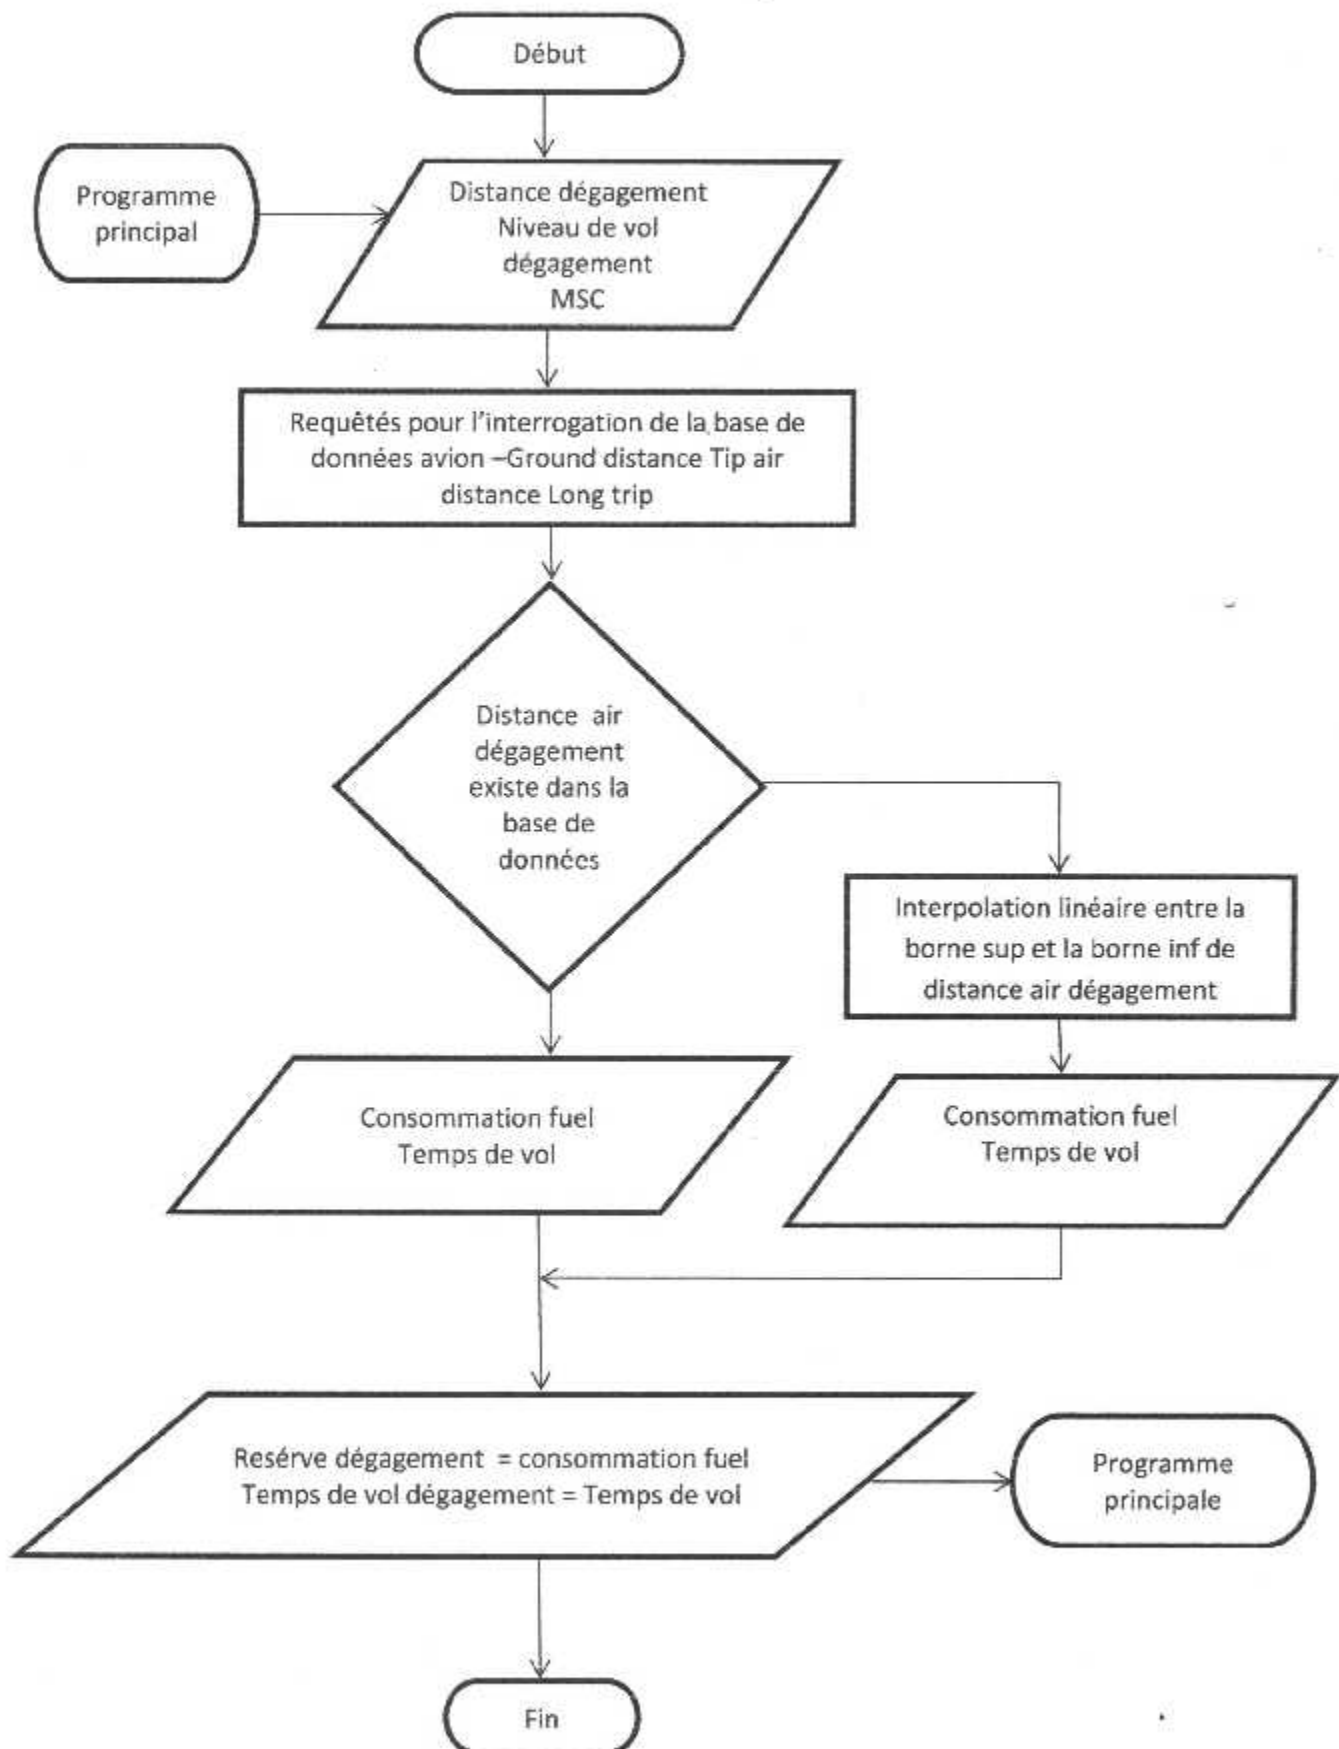 Début
Programme
principal
Distance dégagement
Niveau de vol
dégagement
MSC
Requêtés pour l'interrogation de la base de
données avion –Ground distance Tip air
distance Long trip
Distance air
dégagement
existe dans la
base de
données
Interpolation linéaire entre la
borne sup et la borne inf de
distance air dégagement
Consommation fuel
Temps de vol
Consommation fuel
Temps de vol
Resérve dégagement = consommation fuel
Temps de vol dégagement = Temps de vol
Programme
principale
Fin